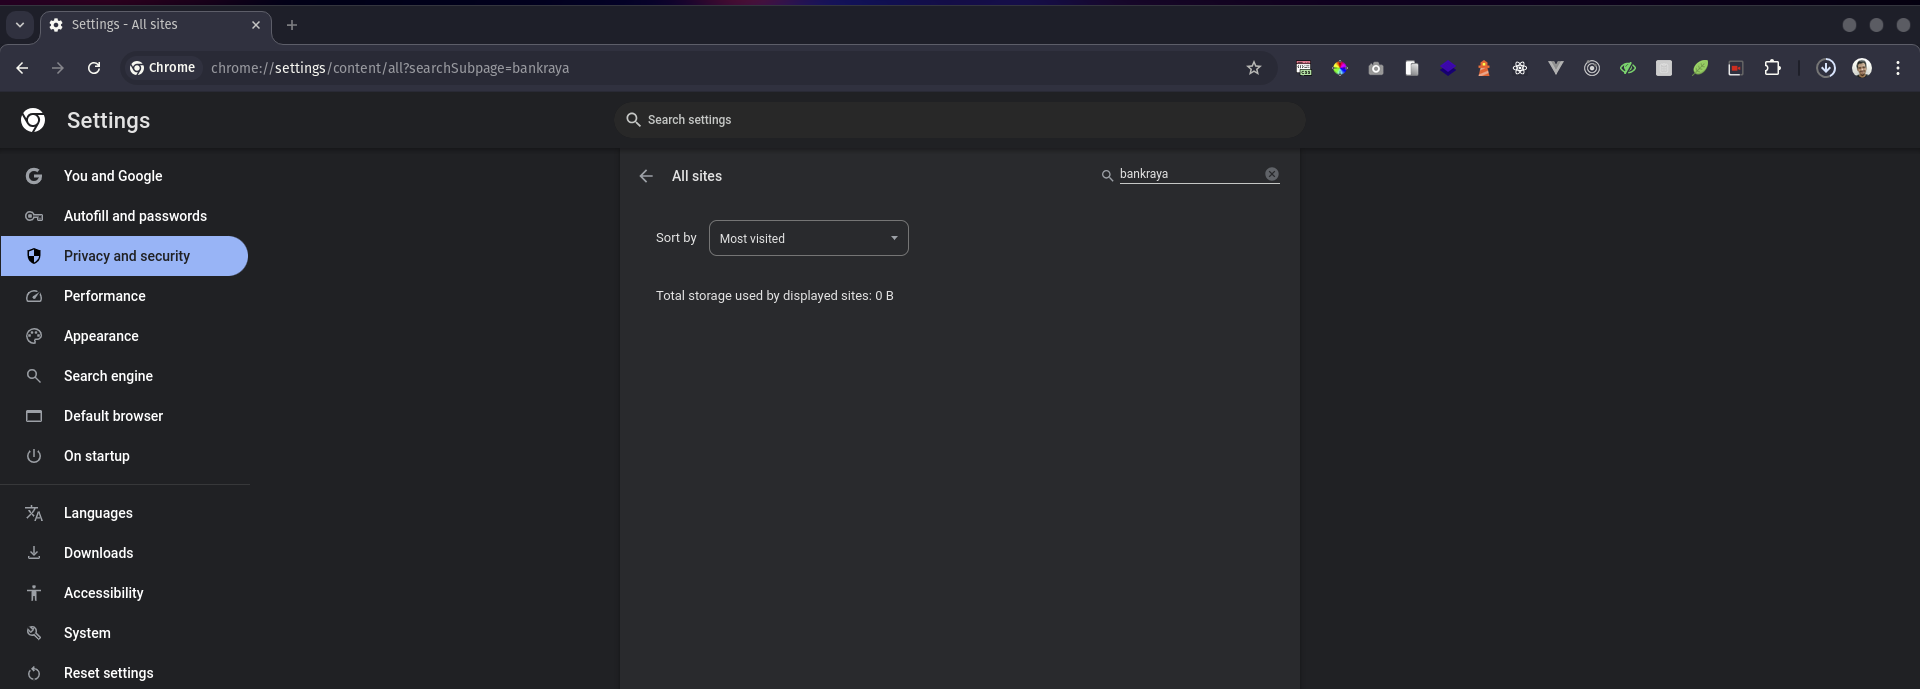 Settings - All sites
Chrome
chrome://settings/content/all?searchSubpage=bankraya
Settings
Search settings
You and Google
Autofill and passwords
Privacy and security
Performance
Appearance
Search engine
Default browser
On startup
Languages
Downloads
Accessibility
System
Reset settings
All sites
bankraya
Sort by
Most visited
Total storage used by displayed sites: 0 B